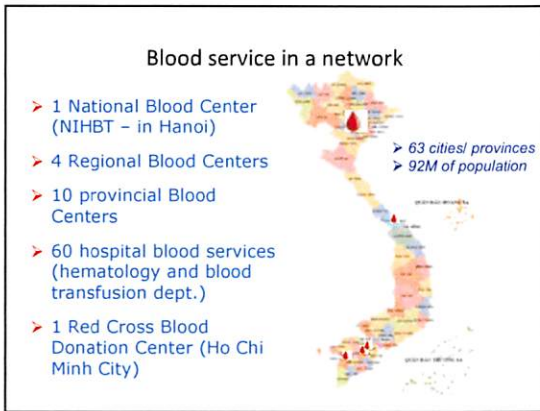 Blood service in a network
➢ 1 National Blood Center
(NIHBT – in Hanoi)
➢ 4 Regional Blood Centers
➢ 10 provincial Blood
Centers
➢ 60 hospital blood services
(hematology and blood
transfusion dept.)
➢ 1 Red Cross Blood
Donation Center (Ho Chi
Minh City)
➢ 63 cities/ provinces
➢ 92M of population